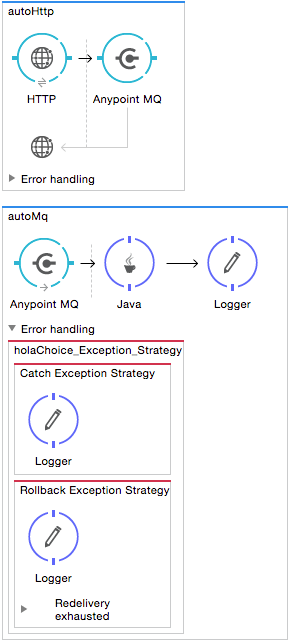 autoHttp
HTTP
Anypoint MQ
Error handling
autoMq
Anypoint MQ
Java
Logger
Error handling
holaChoice_Exception_Strategy
Catch Exception Strategy
Logger
Rollback Exception Strategy
Logger
Redelivery
exhausted